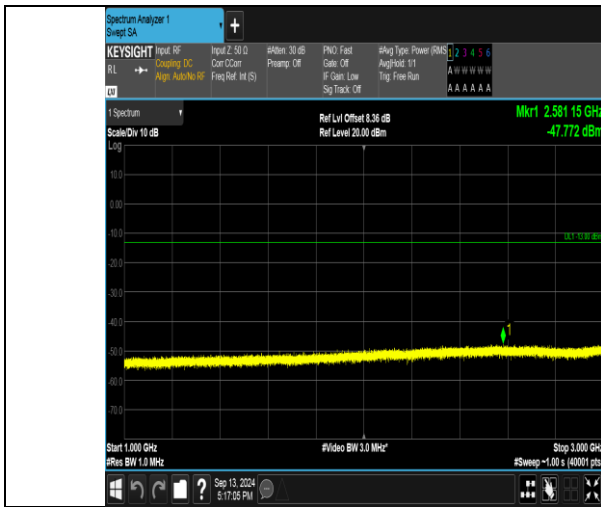 Spectrum Analyzer 1
Swept SA
KEYSIGHT Input: RF Input Z: 50 Ω #Atten: 30 dB PNO: Fast #Avg Type: Power (RMS 1 2 3 4 5 6
RL Coupling: DC Corr CCorr Preamp: Off Gate: Off Avg|Hold: 1/1 A W W W W W
Align: Auto/No RF Freq Ref: Int (S) IF Gain: Low Trig: Free Run
Sig Track: Off A A A A A A
LXI
1 Spectrum Ref Lvl Offset 8.36 dB Mkr1 2.581 15 GHz
Scale/Div 10 dB Ref Level 20.00 dBm -47.772 dBm
Log
10.0
0.00
-10.0
DL1 -13.00 dBm
-20.0
-30.0
-40.0
1
-50.0
-60.0
-70.0
Start 1.000 GHz #Video BW 3.0 MHz* Stop 3.000 GHz
#Res BW 1.0 MHz #Sweep ~1.00 s (40001 pts
? Sep 13, 2024
5:17:05 PM